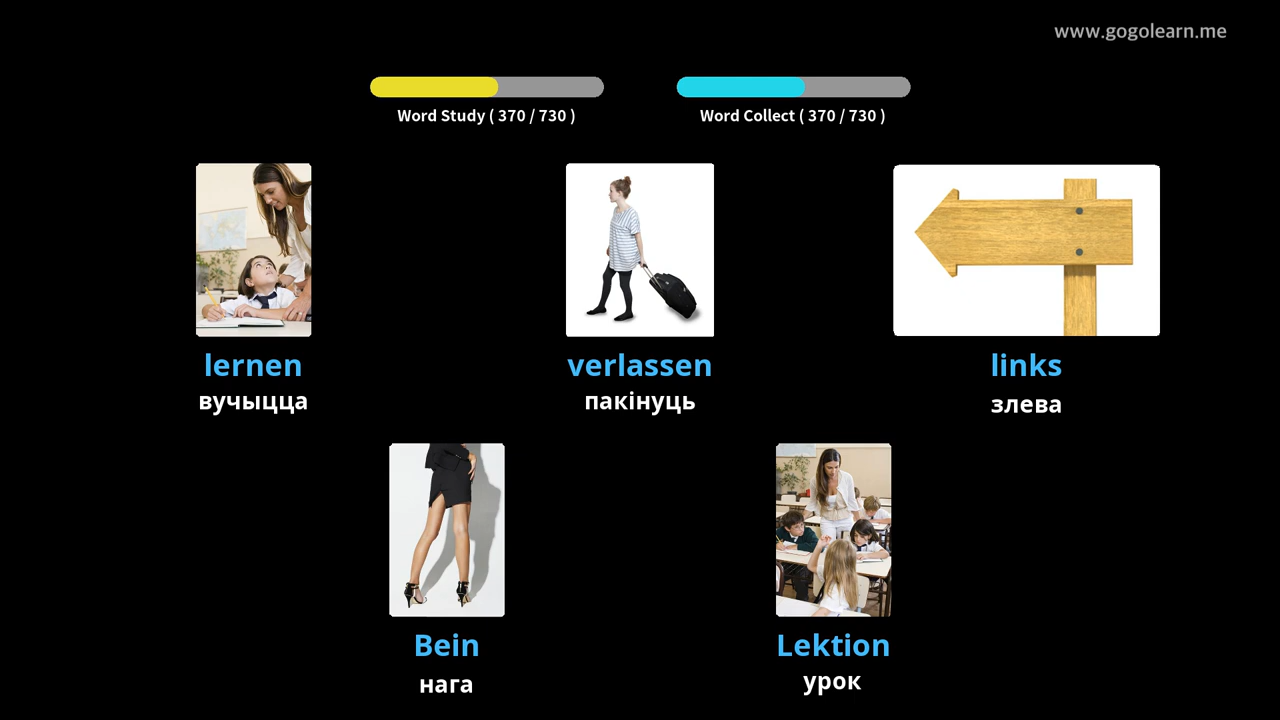 www.gogolearn.me
Word Study ( 370 / 730 )
Word Collect ( 370 / 730 )
lernen
вучыцца
verlassen
пакінуць
links
злева
Bein
нага
Lektion
урок